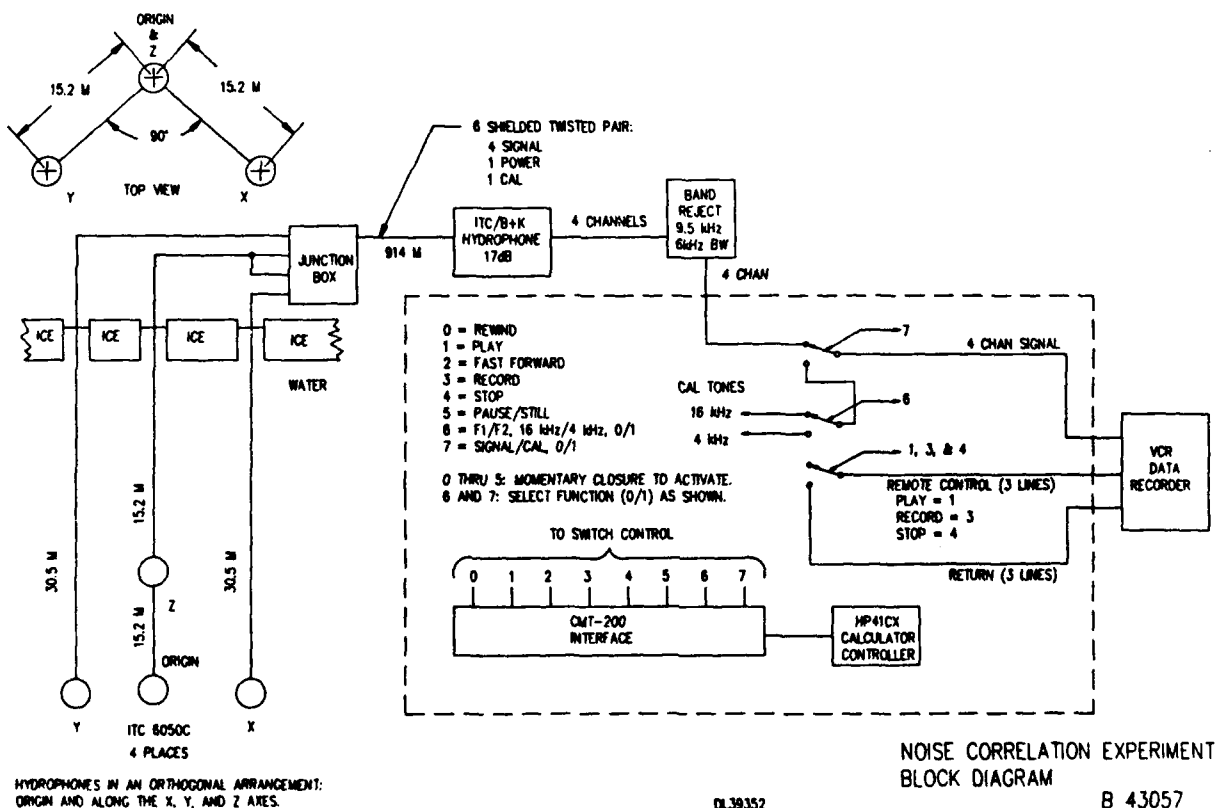 ORIGIN
&
Z
15.2 M
15.2 M
90°
Y
TOP VIEW
X
6 SHIELDED TWISTED PAIR:
4 SIGNAL
1 POWER
1 CAL
JUNCTION
BOX
914 M
ITC/B+K
HYDROPHONE
17dB
4 CHANNELS
BAND
REJECT
9.5 kHz
6kHz BW
4 CHAN
ICE
ICE
ICE
ICE
WATER
0 = REWIND
1 = PLAY
2 = FAST FORWARD
3 = RECORD
4 = STOP
5 = PAUSE/STILL
6 = F1/F2, 16 kHz/4 kHz, 0/1
7 = SIGNAL/CAL, 0/1
0 THRU 5: MOMENTARY CLOSURE TO ACTIVATE.
6 AND 7: SELECT FUNCTION (0/1) AS SHOWN.
7
4 CHAN SIGNAL
CAL TONES
16 kHz
4 kHz
6
1, 3, & 4
REMOTE CONTROL (3 LINES)
PLAY = 1
RECORD = 3
STOP = 4
RETURN (3 LINES)
VCR
DATA
RECORDER
TO SWITCH CONTROL
0 1 2 3 4 5 6 7
CMT-200
INTERFACE
HP41CX
CALCULATOR
CONTROLLER
30.5 M
15.2 M
15.2 M
30.5 M
Z
ORIGIN
Y
X
ITC 6050C
4 PLACES
HYDROPHONES IN AN ORTHOGONAL ARRANGEMENT:
ORIGIN AND ALONG THE X, Y, AND Z AXES.
DL39352
NOISE CORRELATION EXPERIMENT
BLOCK DIAGRAM
B 43057